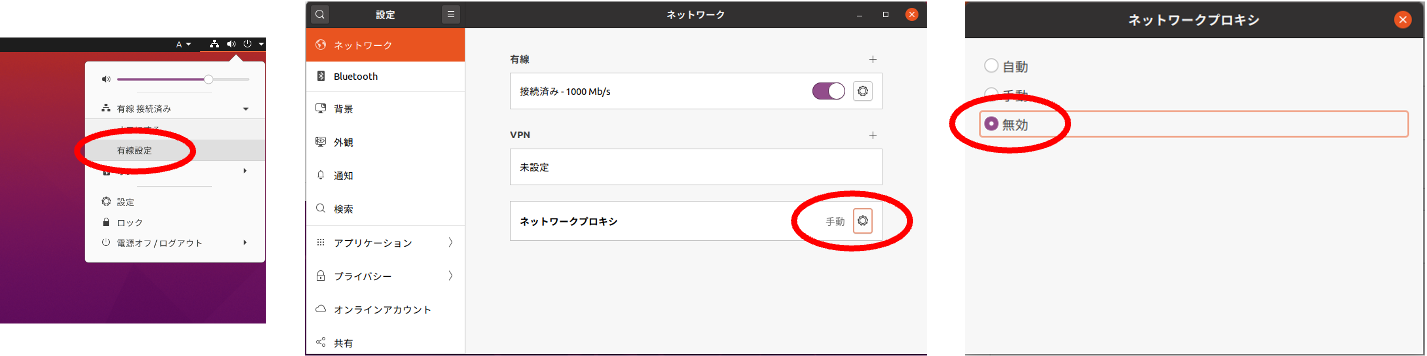 A
有線 接続済み
有線設定
設定
ロック
電源オフ / ログアウト
設定
ネットワーク
ネットワーク
Bluetooth
背景
外観
通知
検索
アプリケーション
プライバシー
オンラインアカウント
共有
有線
接続済み - 1000 Mb/s
VPN
未設定
ネットワークプロキシ
手動
ネットワークプロキシ
自動
手動
無効